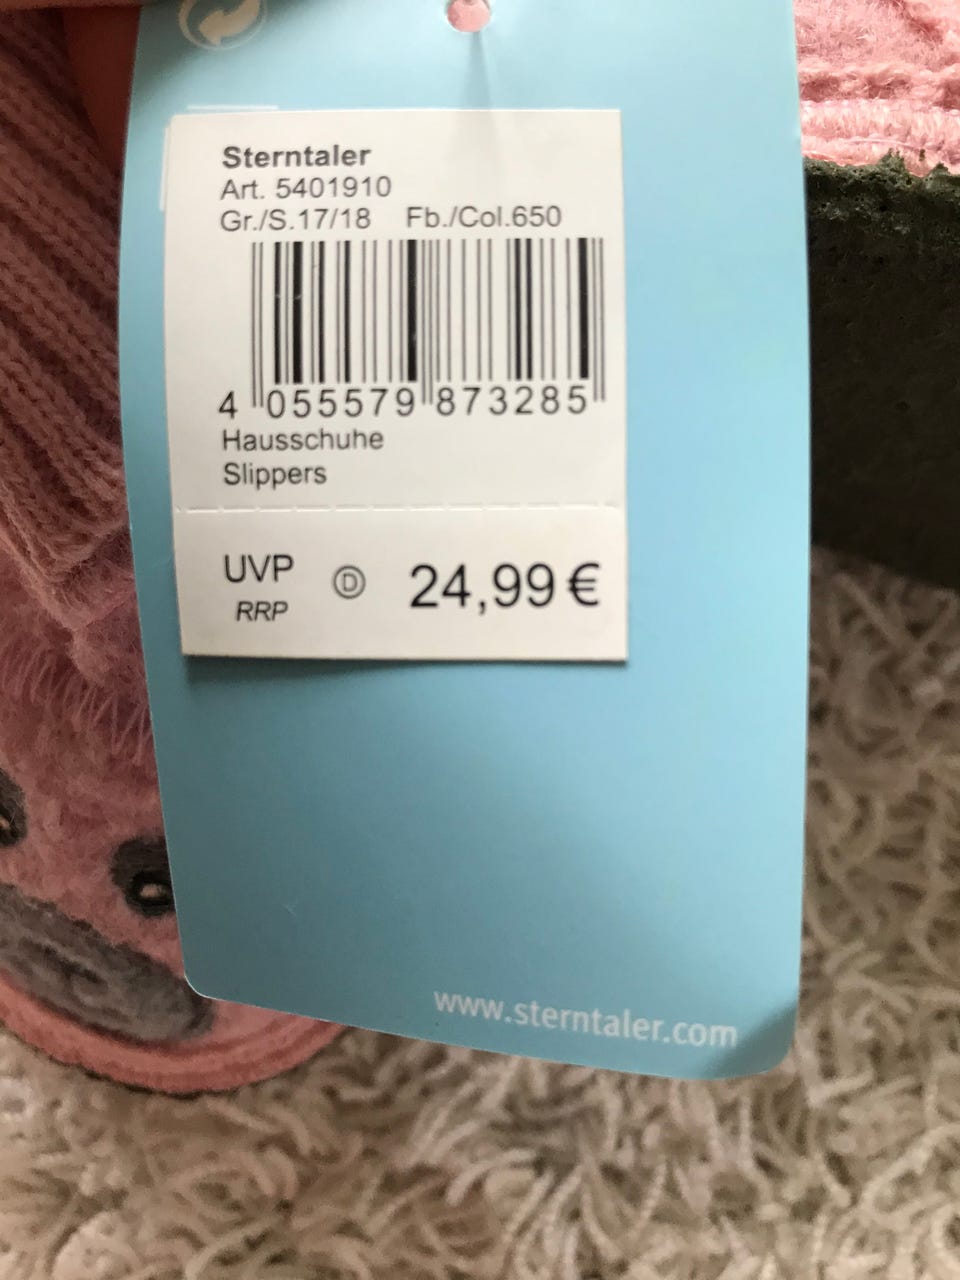 Sterntaler
Art. 5401910
Gr./S.17/18 Fb./Col.650
4 055579 873285
Hausschuhe
Slippers
UVP D 24,99 €
RRP
www.sterntaler.com